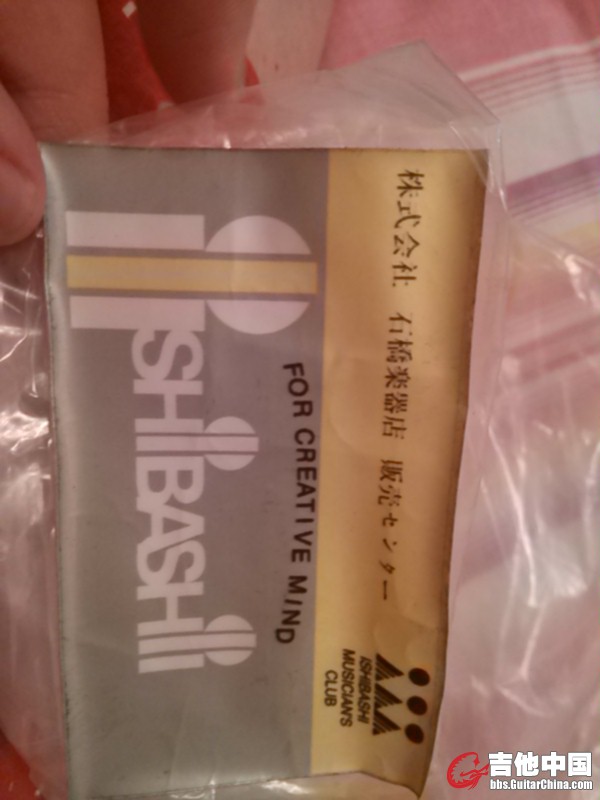 株式会社 石橋楽器店 販売センター
ISHIBASHI
MUSICIAN'S
CLUB
FOR CREATIVE MIND
ISHIBASHI
吉他中国
bbs.GuitarChina.com